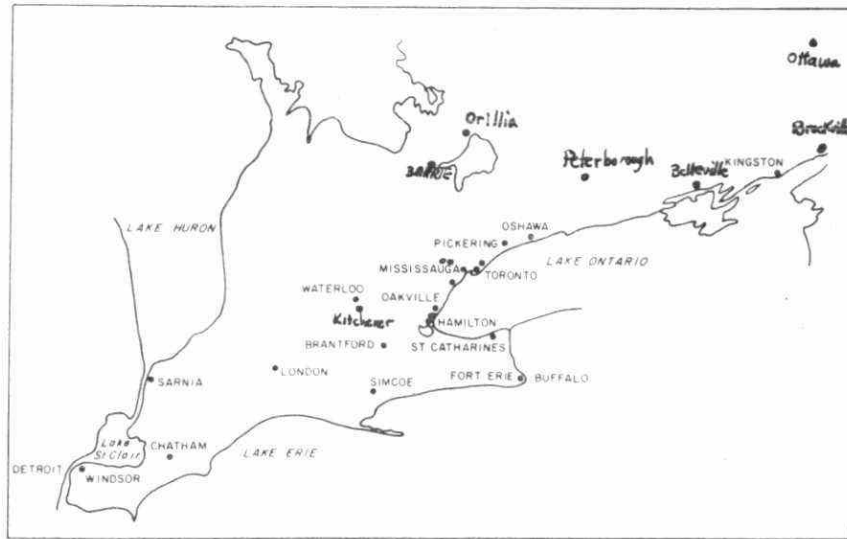 Ottawa
Orillia
Brockville
BARRIE
Peterborough
Belleville
KINGSTON
LAKE HURON
OSHAWA
PICKERING
LAKE ONTARIO
MISSISSAUGA
TORONTO
WATERLOO
OAKVILLE
Kitchener
HAMILTON
BRANTFORD
ST CATHARINES
LONDON
SARNIA
SIMCOE
FORT ERIE
BUFFALO
Lake
St Clair
CHATHAM
LAKE ERIE
DETROIT
WINDSOR